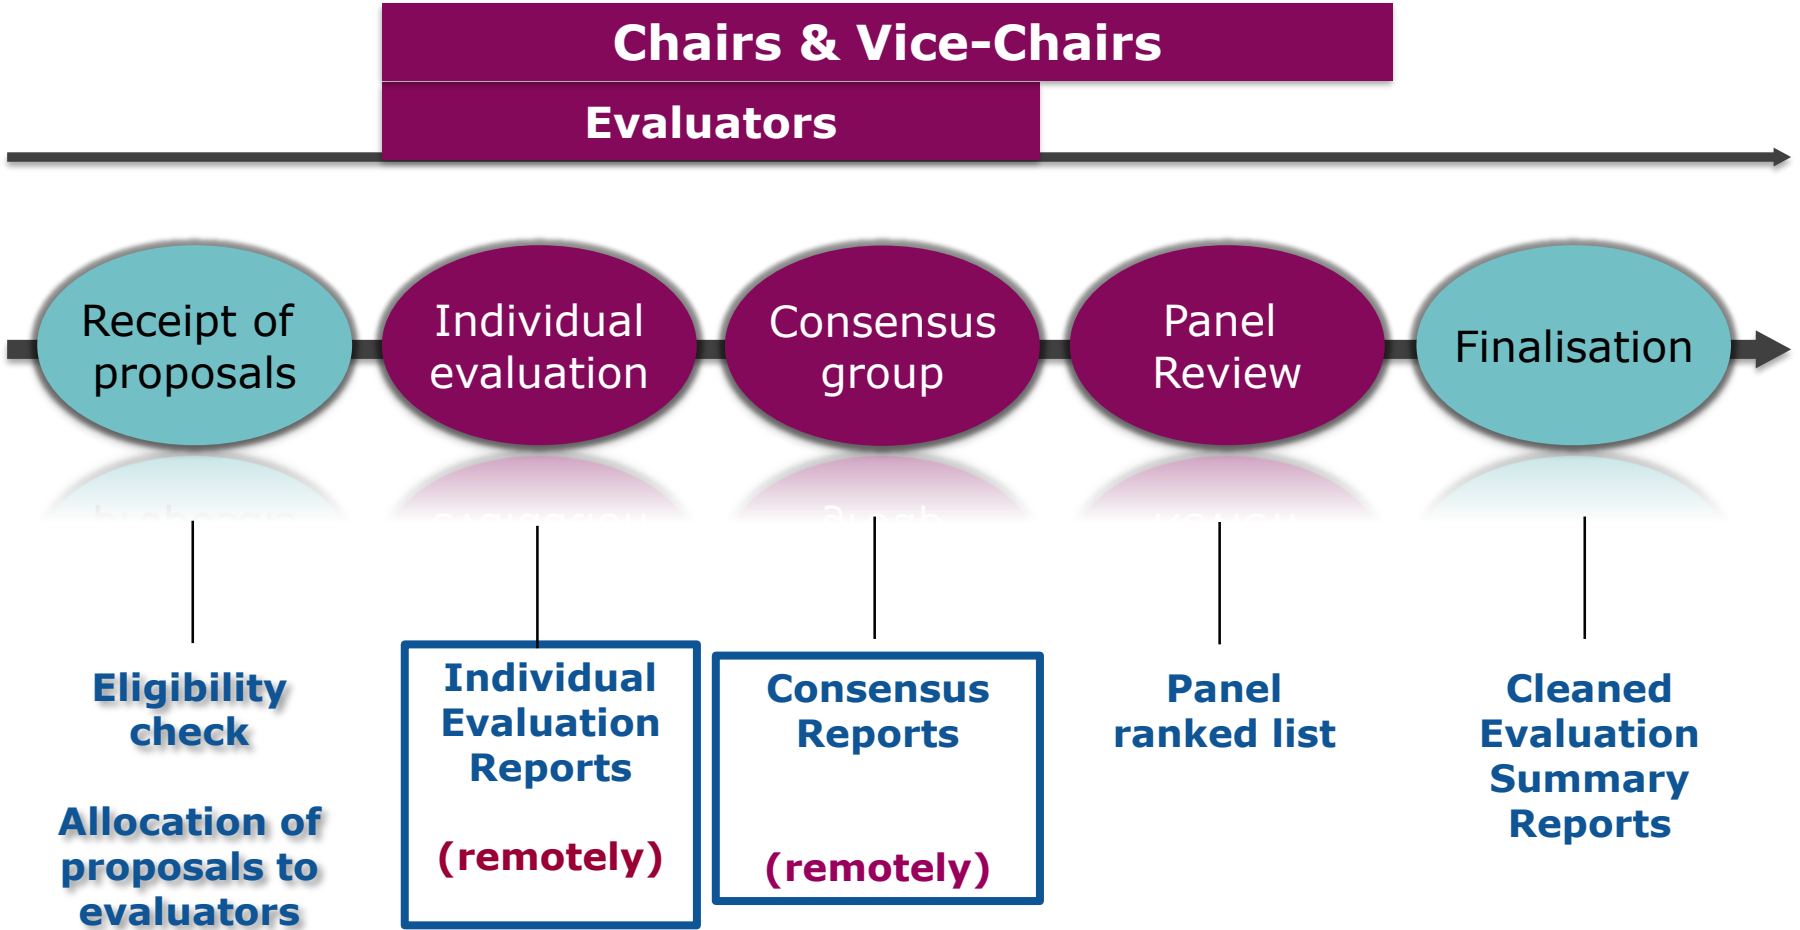 Chairs & Vice-Chairs
Evaluators
Receipt of
proposals
Individual
evaluation
Consensus
group
Panel
Review
Finalisation
Eligibility
check
Allocation of
proposals to
evaluators
Individual
Evaluation
Reports
(remotely)
Consensus
Reports
(remotely)
Panel
ranked list
Cleaned
Evaluation
Summary
Reports